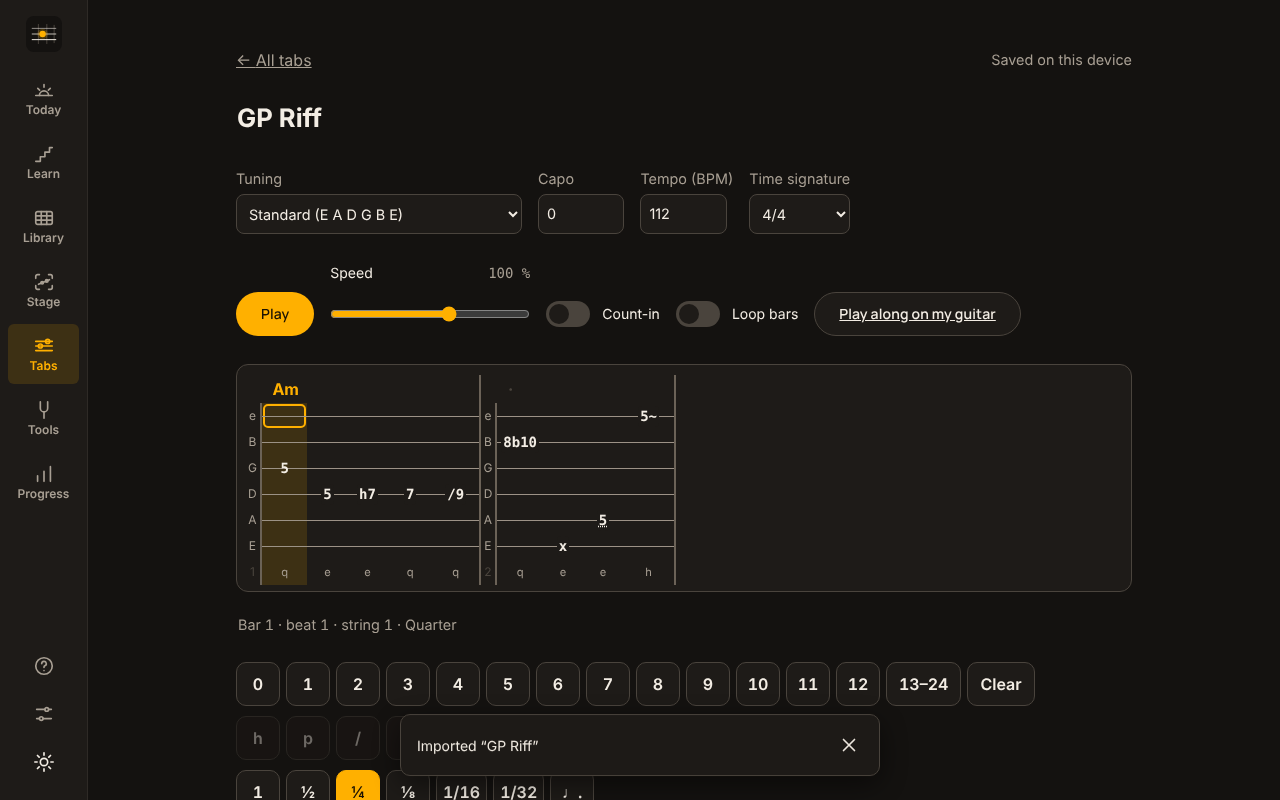 ← All tabs
Saved on this device
GP Riff
Today
Learn
Library
Stage
Tabs
Tools
Progress
Tuning
Capo
Tempo (BPM)
Time signature
Standard (E A D G B E)
0
112
4/4
Speed
100 %
Play
Count-in
Loop bars
Play along on my guitar
Am
e e 5~
B B 8b10
G 5 G
D 5 h7 7 /9 D
A A 5
E E x
1 q e e q q 2 q e e h
Bar 1 · beat 1 · string 1 · Quarter
0 1 2 3 4 5 6 7 8 9 10 11 12 13–24 Clear
h p /
Imported “GP Riff”
1 ½ ¼ ⅛ 1/16 1/32 ♩.